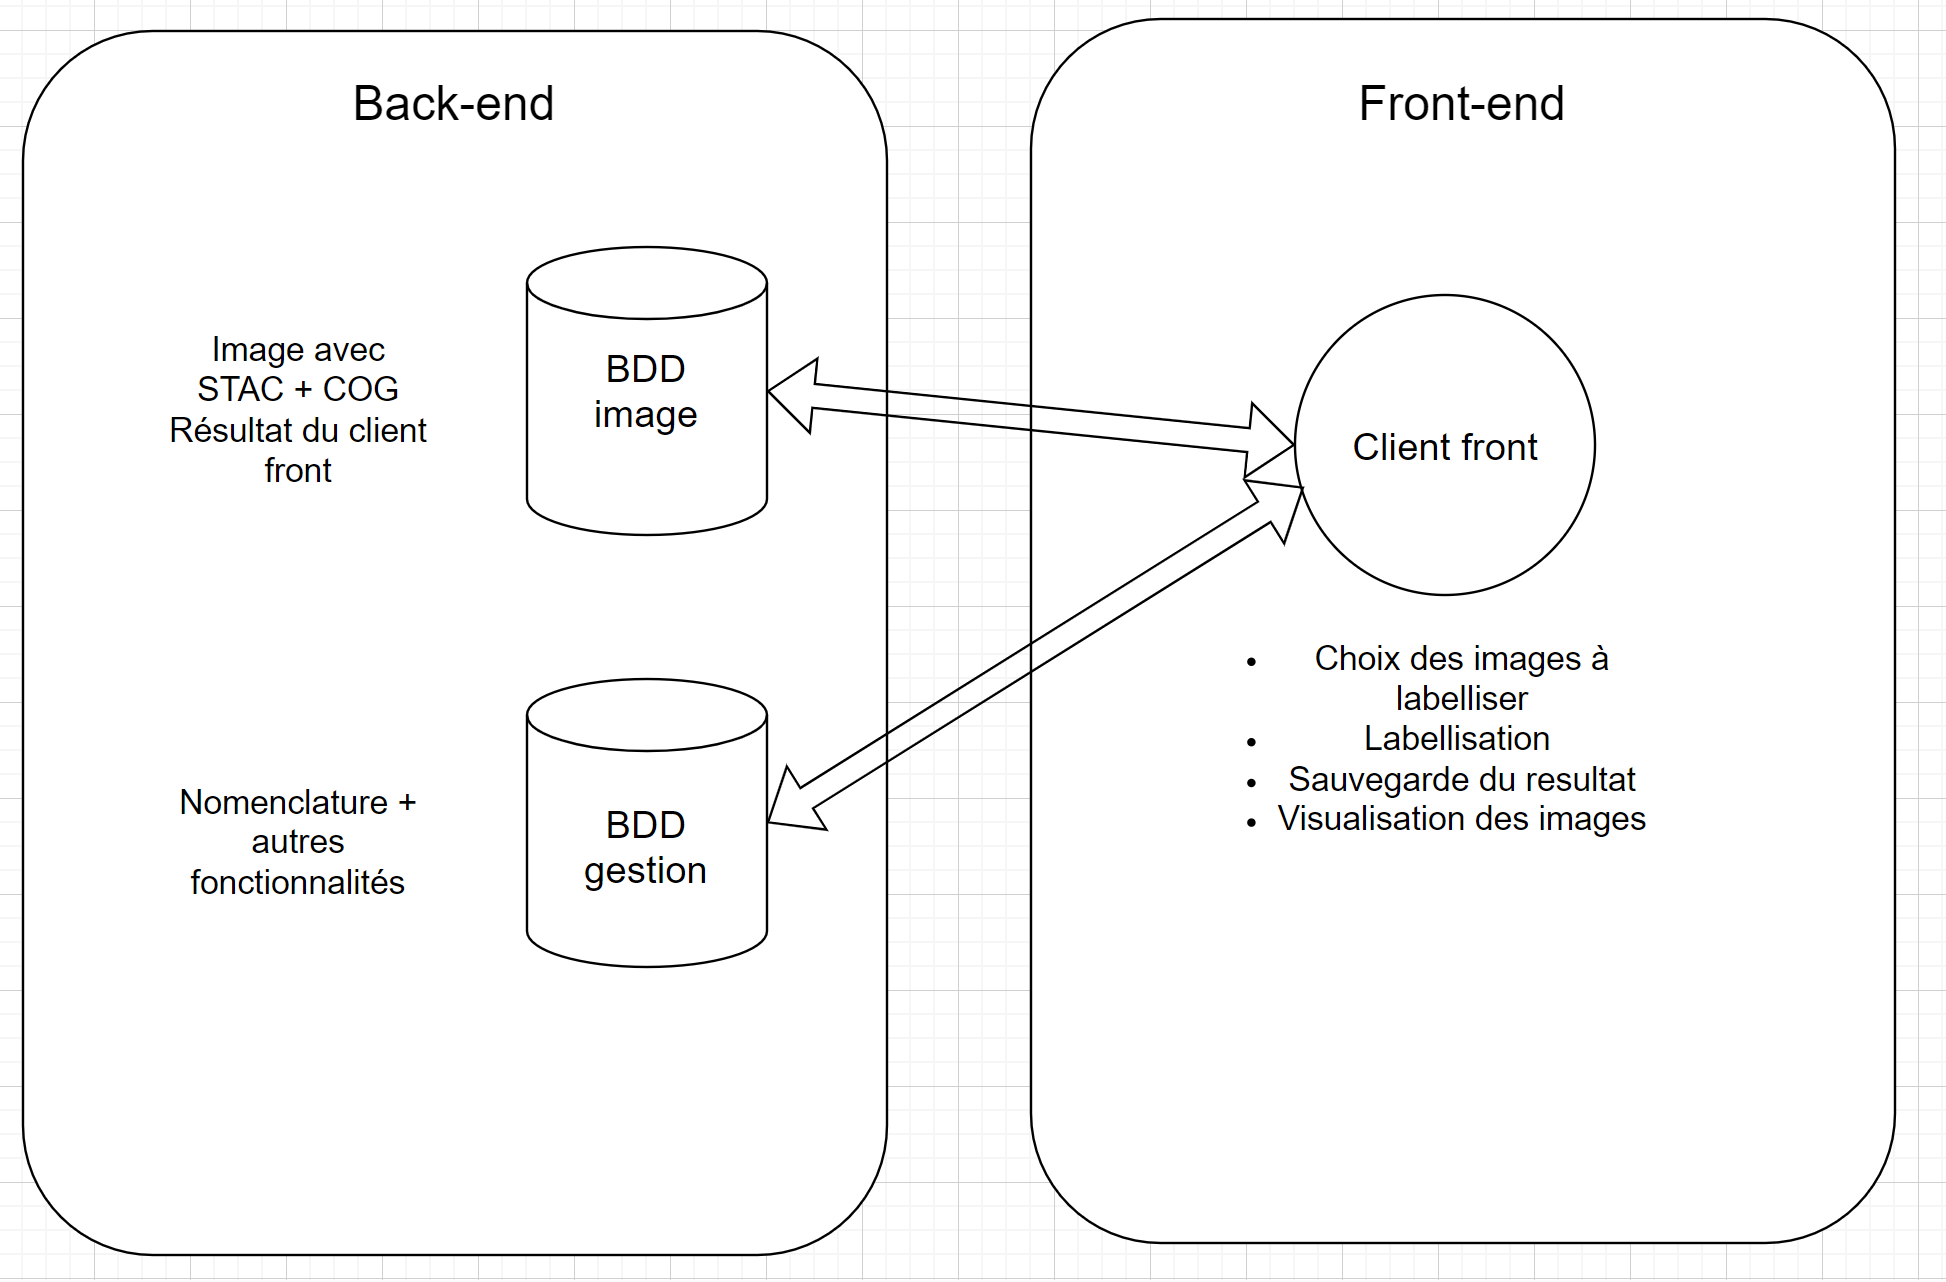 Back-end
Image avec
STAC + COG
Résultat du client
front
BDD
image
Nomenclature +
autres
fonctionnalités
BDD
gestion
Front-end
Client front
• Choix des images à
labelliser
• Labellisation
• Sauvegarde du resultat
• Visualisation des images